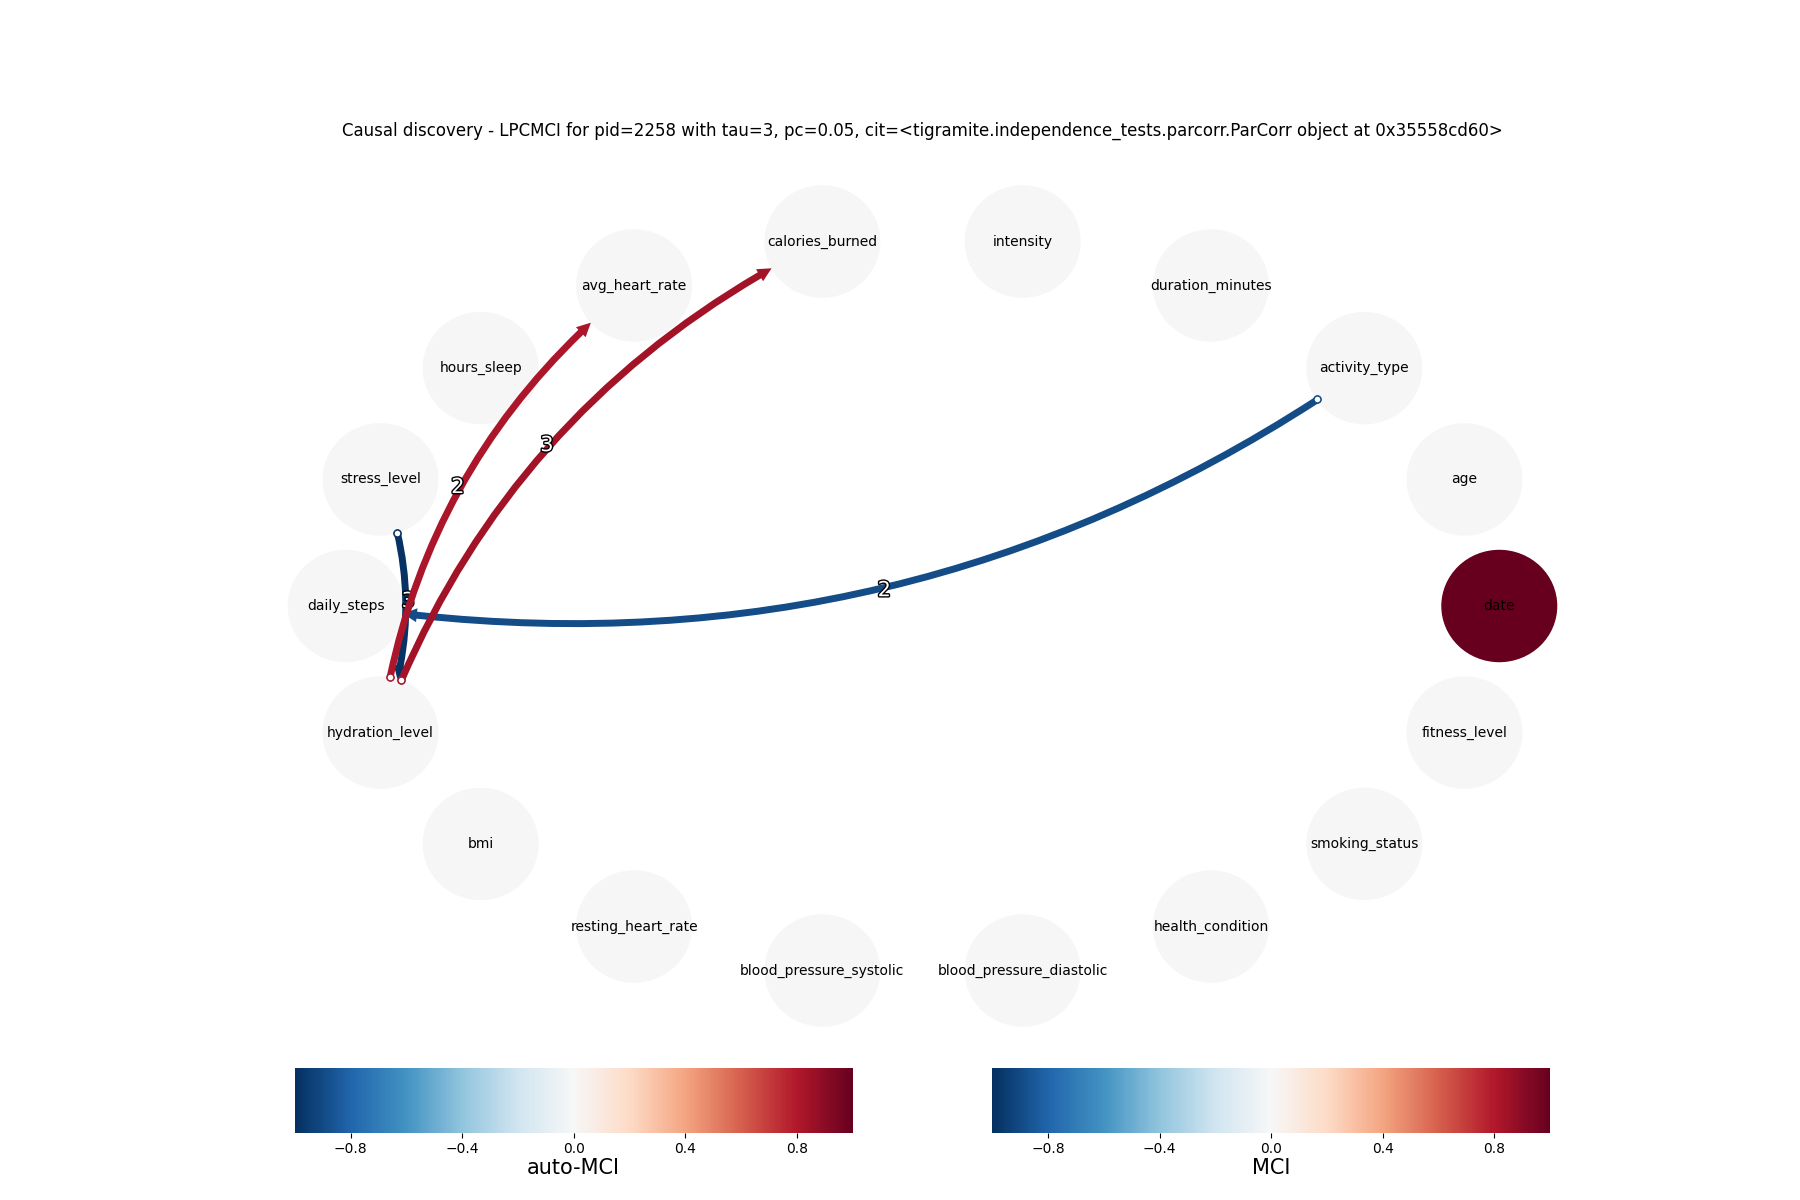 Causal discovery - LPCMCI for pid=2258 with tau=3, pc=0.05, cit=<tigramite.independence_tests.parcorr.ParCorr object at 0x35558cd60>
calories_burned
intensity
avg_heart_rate
duration_minutes
hours_sleep
activity_type
3
stress_level
2
age
2
daily_steps
date
hydration_level
fitness_level
bmi
smoking_status
resting_heart_rate
health_condition
blood_pressure_systolic
blood_pressure_diastolic
−0.8 −0.4 0.0 0.4 0.8
auto-MCI
−0.8 −0.4 0.0 0.4 0.8
MCI